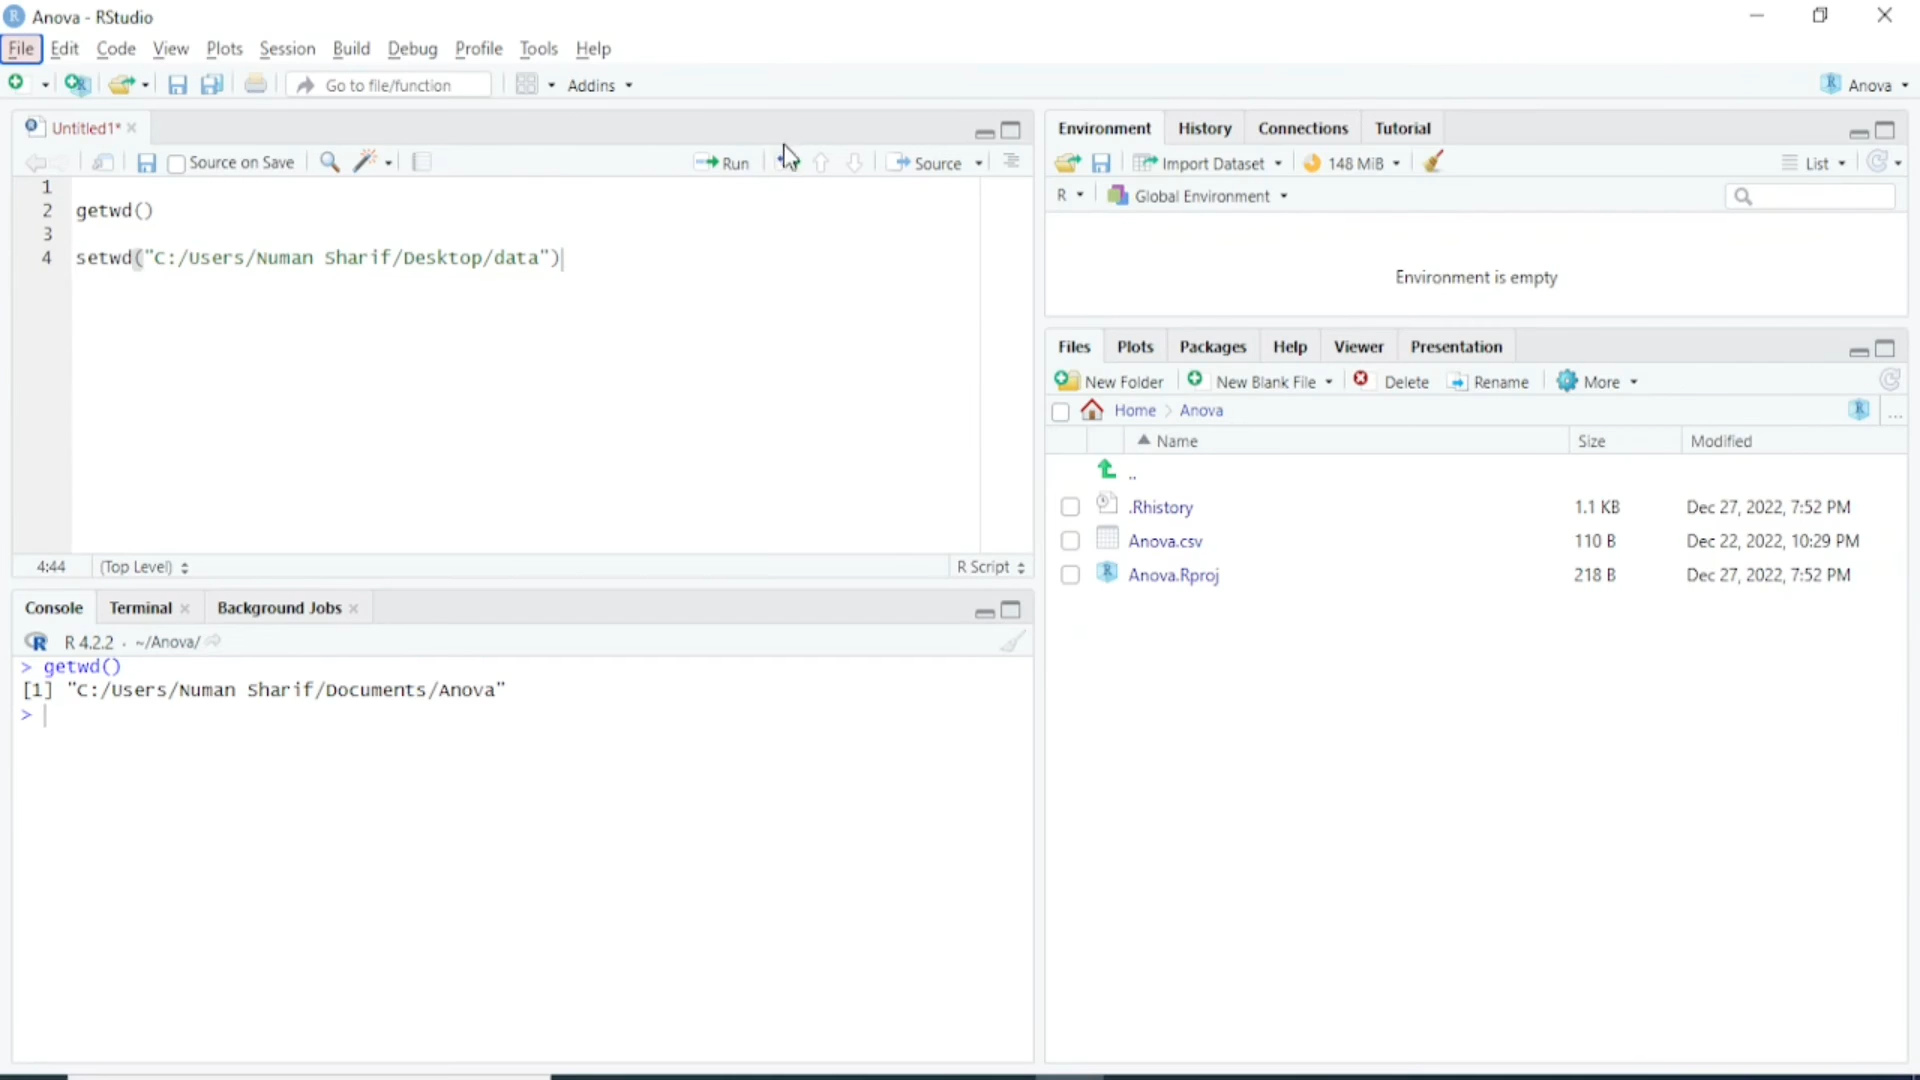 Anova - RStudio
File Edit Code View Plots Session Build Debug Profile Tools Help
Go to file/function Addins Anova
Untitled1*
Source on Save Run Source
1
2 getwd()
3
4 setwd("C:/Users/Numan Sharif/Desktop/data")
4:44 (Top Level) R Script
Console Terminal Background Jobs
R 4.2.2 · ~/Anova/
> getwd()
[1] "C:/Users/Numan Sharif/Documents/Anova"
>
Environment History Connections Tutorial
Import Dataset 148 MiB List
R Global Environment
Environment is empty
Files Plots Packages Help Viewer Presentation
New Folder New Blank File Delete Rename More
Home Anova ...
Name Size Modified
..
.Rhistory 1.1 KB Dec 27, 2022, 7:52 PM
Anova.csv 110 B Dec 22, 2022, 10:29 PM
Anova.Rproj 218 B Dec 27, 2022, 7:52 PM